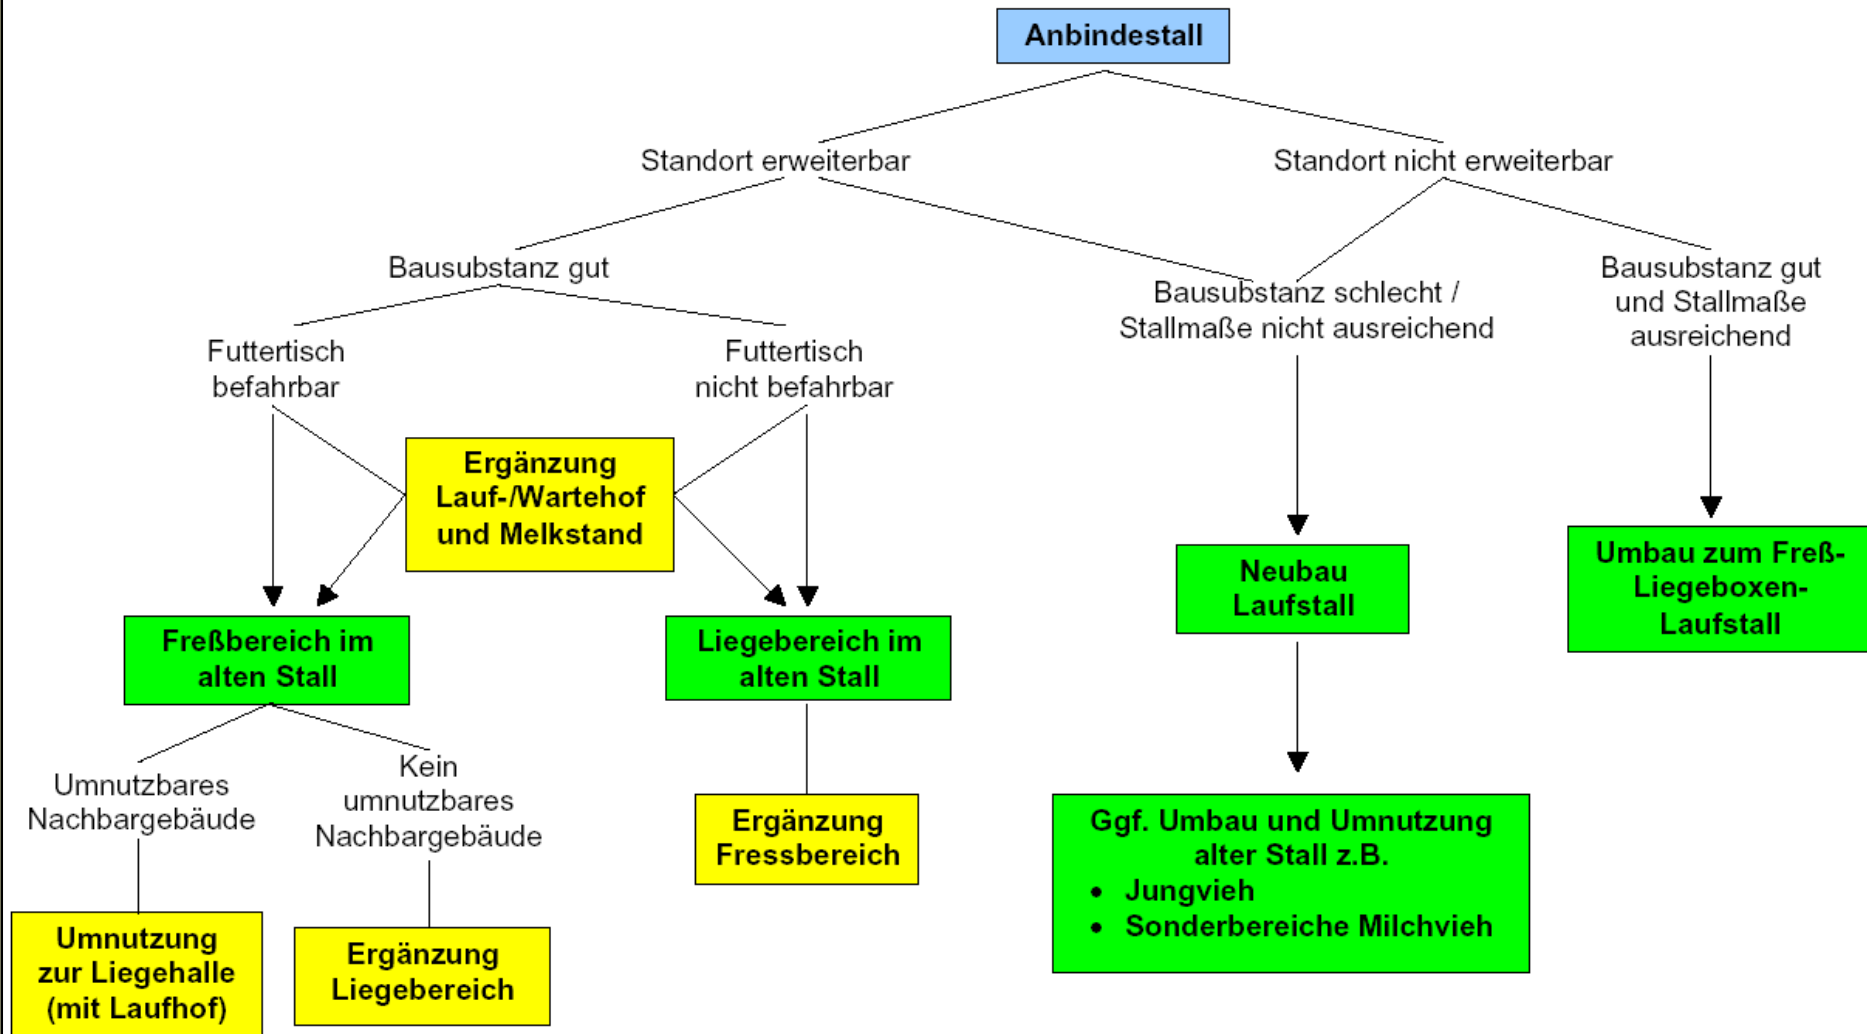 Anbindestall
Standort erweiterbar
Standort nicht erweiterbar
Bausubstanz gut
Bausubstanz schlecht /
Stallmaße nicht ausreichend
Bausubstanz gut
und Stallmaße
ausreichend
Futtertisch
befahrbar
Futtertisch
nicht befahrbar
Ergänzung
Lauf-/Wartehof
und Melkstand
Neubau
Laufstall
Umbau zum Freß-
Liegeboxen-
Laufstall
Freßbereich im
alten Stall
Liegebereich im
alten Stall
Umnutzbares
Nachbargebäude
Kein
umnutzbares
Nachbargebäude
Ergänzung
Fressbereich
Ggf. Umbau und Umnutzung
alter Stall z.B.
• Jungvieh
• Sonderbereiche Milchvieh
Umnutzung
zur Liegehalle
(mit Laufhof)
Ergänzung
Liegebereich